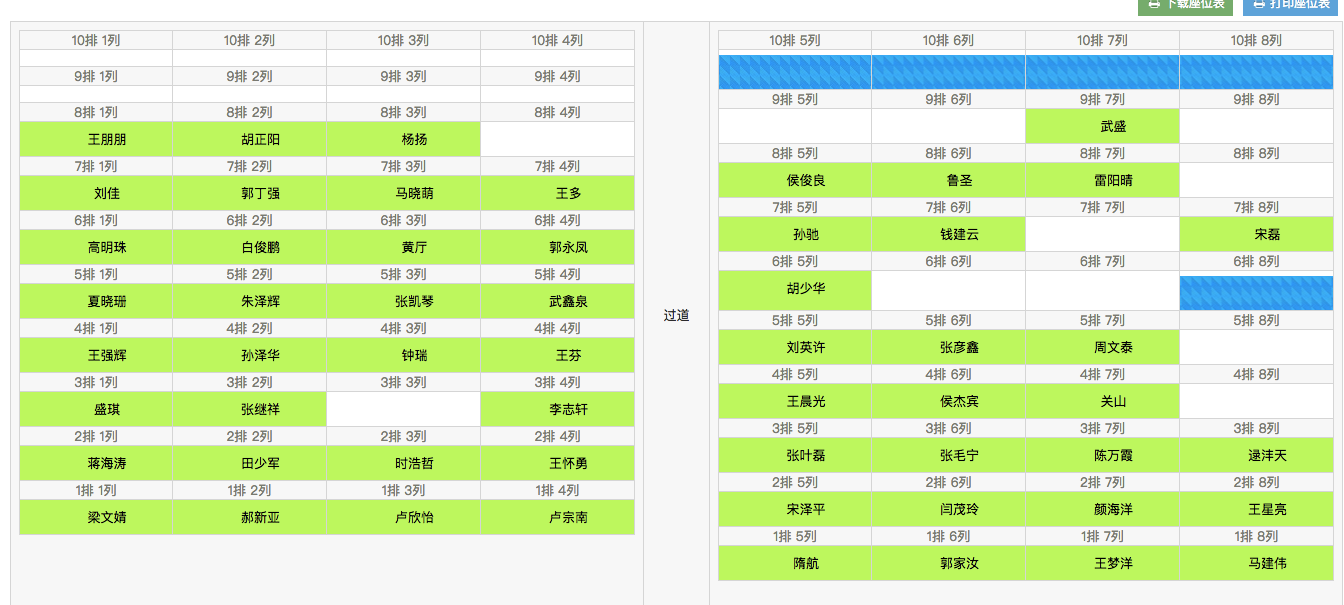 下载座位表 打印座位表
10排 1列 10排 2列 10排 3列 10排 4列
9排 1列 9排 2列 9排 3列 9排 4列
8排 1列 8排 2列 8排 3列 8排 4列
王朋朋 胡正阳 杨扬
7排 1列 7排 2列 7排 3列 7排 4列
刘佳 郭丁强 马晓萌 王多
6排 1列 6排 2列 6排 3列 6排 4列
高明珠 白俊鹏 黄厅 郭永凤
5排 1列 5排 2列 5排 3列 5排 4列
夏晓珊 朱泽辉 张凯琴 武鑫泉
4排 1列 4排 2列 4排 3列 4排 4列
王强辉 孙泽华 钟瑞 王芬
3排 1列 3排 2列 3排 3列 3排 4列
盛琪 张继祥 李志轩
2排 1列 2排 2列 2排 3列 2排 4列
蒋海涛 田少军 时浩哲 王怀勇
1排 1列 1排 2列 1排 3列 1排 4列
梁文婧 郝新亚 卢欣怡 卢宗南
过道
10排 5列 10排 6列 10排 7列 10排 8列
9排 5列 9排 6列 9排 7列 9排 8列
武盛
8排 5列 8排 6列 8排 7列 8排 8列
侯俊良 鲁圣 雷阳晴
7排 5列 7排 6列 7排 7列 7排 8列
孙驰 钱建云 宋磊
6排 5列 6排 6列 6排 7列 6排 8列
胡少华
5排 5列 5排 6列 5排 7列 5排 8列
刘英许 张彦鑫 周文泰
4排 5列 4排 6列 4排 7列 4排 8列
王晨光 侯杰宾 关山
3排 5列 3排 6列 3排 7列 3排 8列
张叶磊 张毛宁 陈万霞 逯沣天
2排 5列 2排 6列 2排 7列 2排 8列
宋泽平 闫茂玲 颜海洋 王星亮
1排 5列 1排 6列 1排 7列 1排 8列
隋航 郭家汝 王梦洋 马建伟